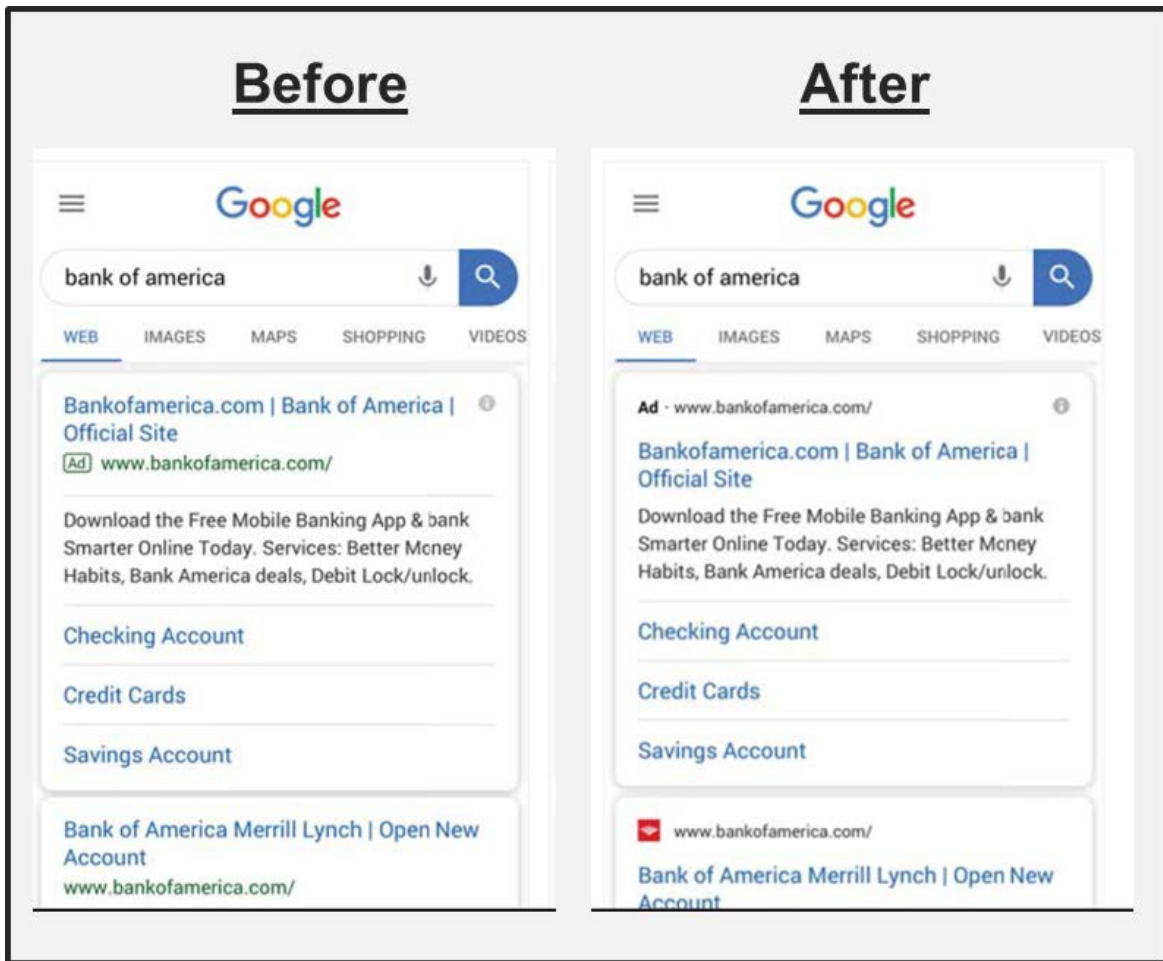 Before
Google
bank of america
WEB IMAGES MAPS SHOPPING VIDEOS
Bankofamerica.com | Bank of America |
Official Site
Ad www.bankofamerica.com/
Download the Free Mobile Banking App & bank
Smarter Online Today. Services: Better Money
Habits, Bank America deals, Debit Lock/unlock.
Checking Account
Credit Cards
Savings Account
Bank of America Merrill Lynch | Open New
Account
www.bankofamerica.com/
After
Google
bank of america
WEB IMAGES MAPS SHOPPING VIDEOS
Ad · www.bankofamerica.com/
Bankofamerica.com | Bank of America |
Official Site
Download the Free Mobile Banking App & bank
Smarter Online Today. Services: Better Money
Habits, Bank America deals, Debit Lock/unlock.
Checking Account
Credit Cards
Savings Account
www.bankofamerica.com/
Bank of America Merrill Lynch | Open New
Account